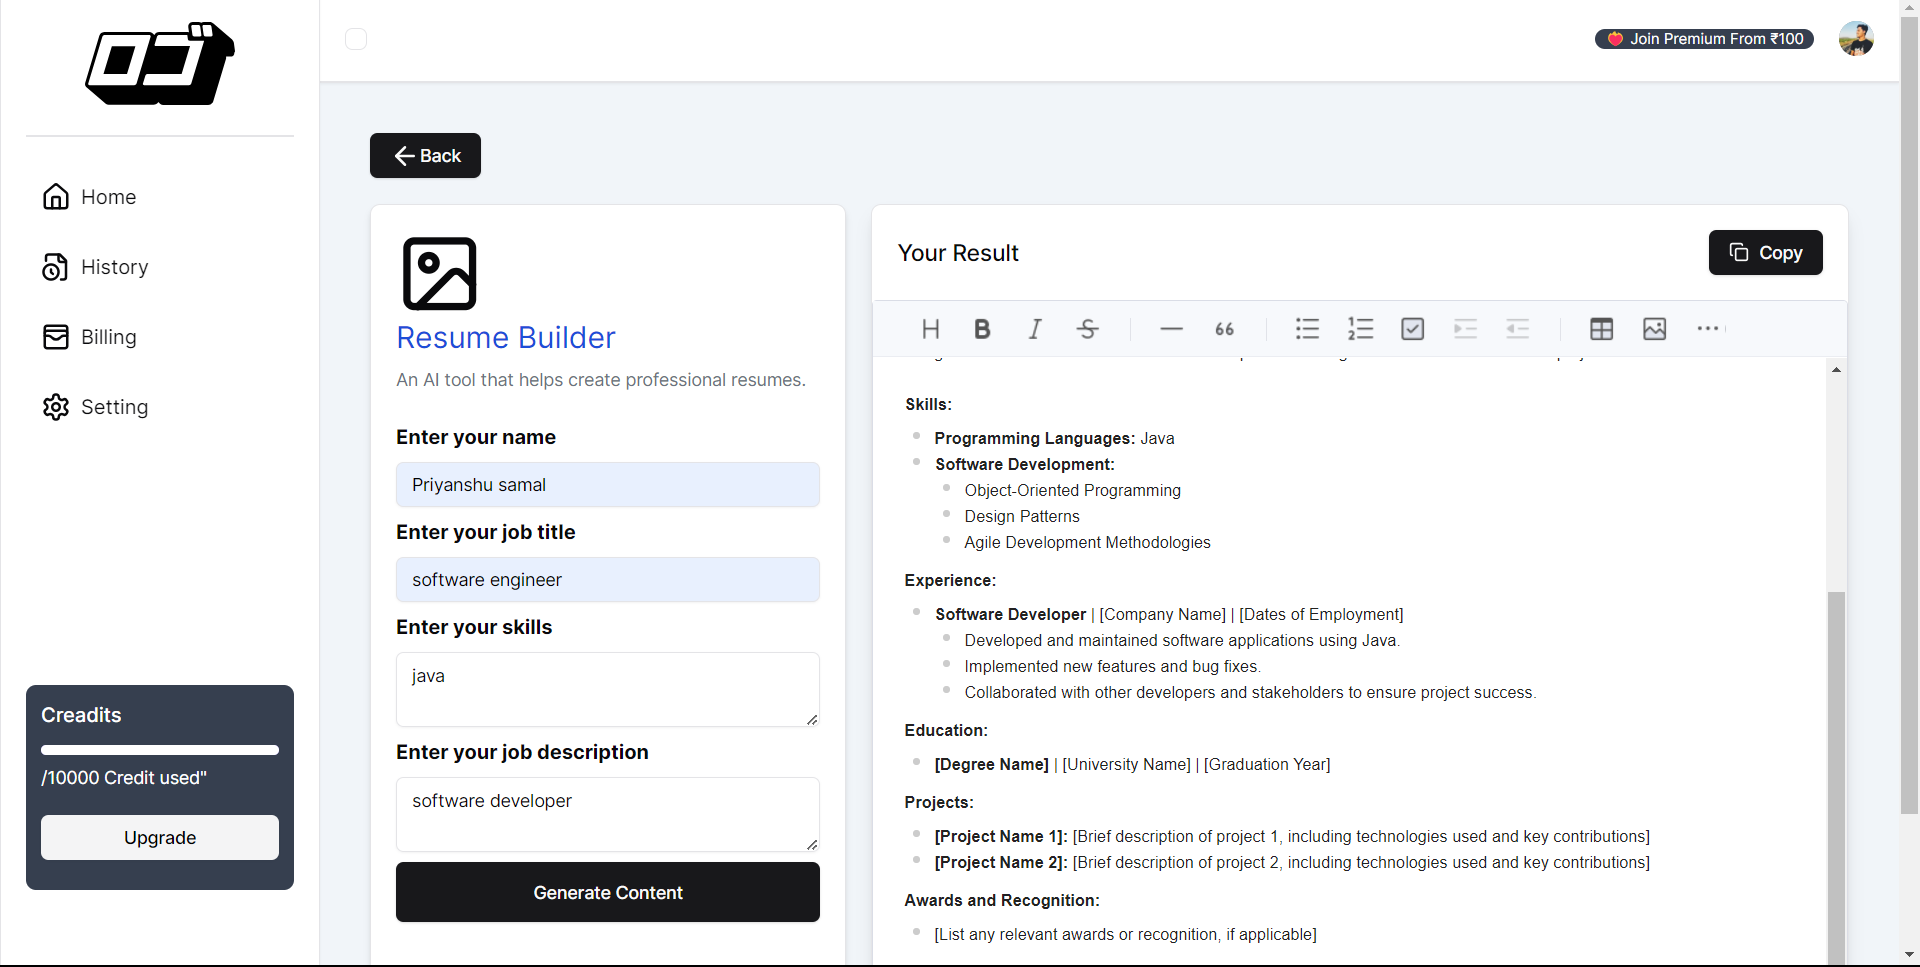 Join Premium From ₹100
Home
History
Billing
Setting
Creadits
/10000 Credit used"
Upgrade
Back
Resume Builder
An AI tool that helps create professional resumes.
Enter your name
Priyanshu samal
Enter your job title
software engineer
Enter your skills
java
Enter your job description
software developer
Generate Content
Your Result
Copy
Skills:
Programming Languages: Java
Software Development:
Object-Oriented Programming
Design Patterns
Agile Development Methodologies
Experience:
Software Developer | [Company Name] | [Dates of Employment]
Developed and maintained software applications using Java.
Implemented new features and bug fixes.
Collaborated with other developers and stakeholders to ensure project success.
Education:
[Degree Name] | [University Name] | [Graduation Year]
Projects:
[Project Name 1]: [Brief description of project 1, including technologies used and key contributions]
[Project Name 2]: [Brief description of project 2, including technologies used and key contributions]
Awards and Recognition:
[List any relevant awards or recognition, if applicable]